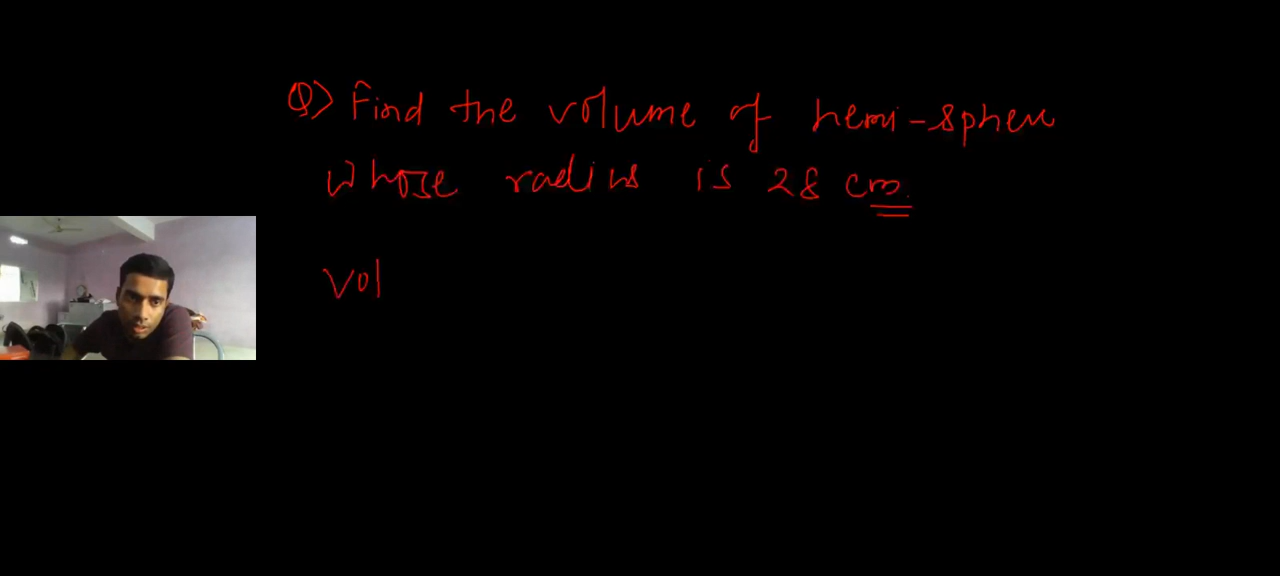 Q) Find the volume of hemi-sphere
whose radius is 28 cm.
Vol